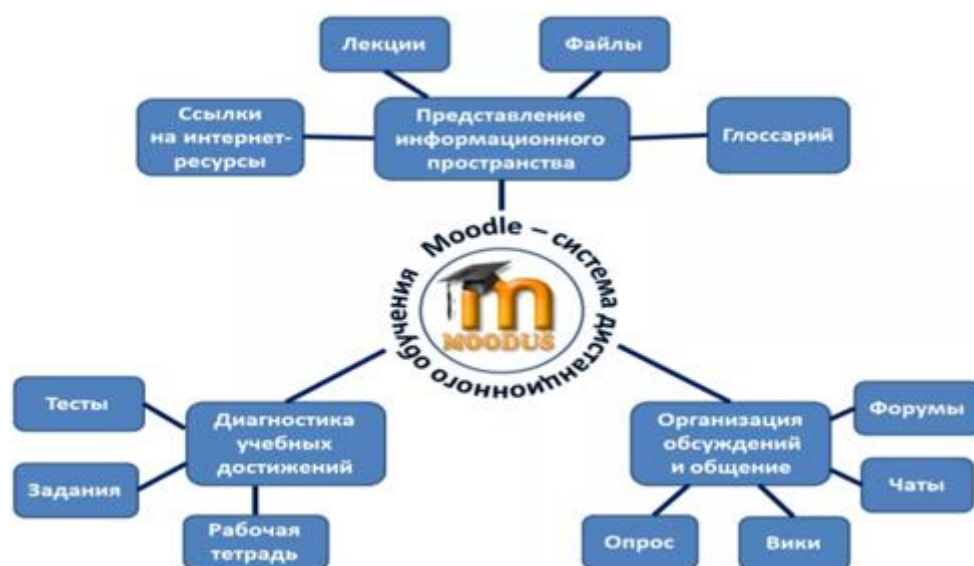 Лекции
Файлы
Ссылки
на интернет-
ресурсы
Представление
информационного
пространства
Глоссарий
Moodle – система дистанционного обучения
m
MOODUS
Тесты
Диагностика
учебных
достижений
Задания
Рабочая
тетрадь
Организация
обсуждений
и общение
Форумы
Чаты
Опрос
Вики